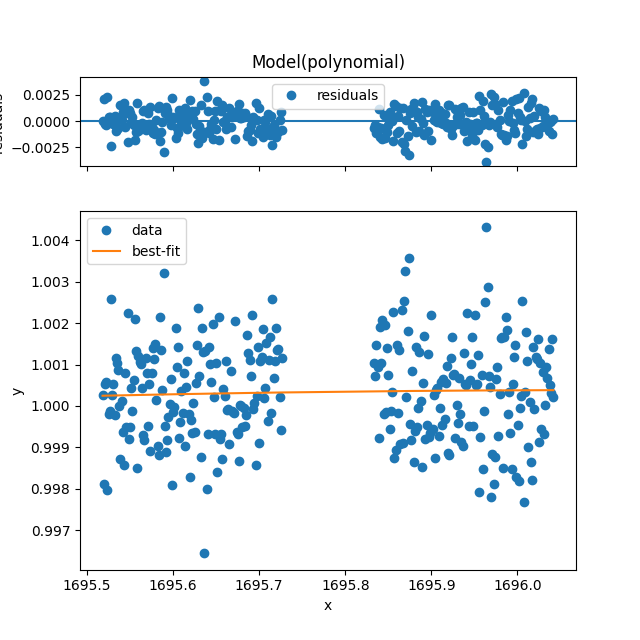 Model(polynomial)
residuals
0.0025
0.0000
−0.0025
residuals
data
best-fit
1.004
1.003
1.002
1.001
1.000
0.999
0.998
0.997
y
1695.5 1695.6 1695.7 1695.8 1695.9 1696.0
x